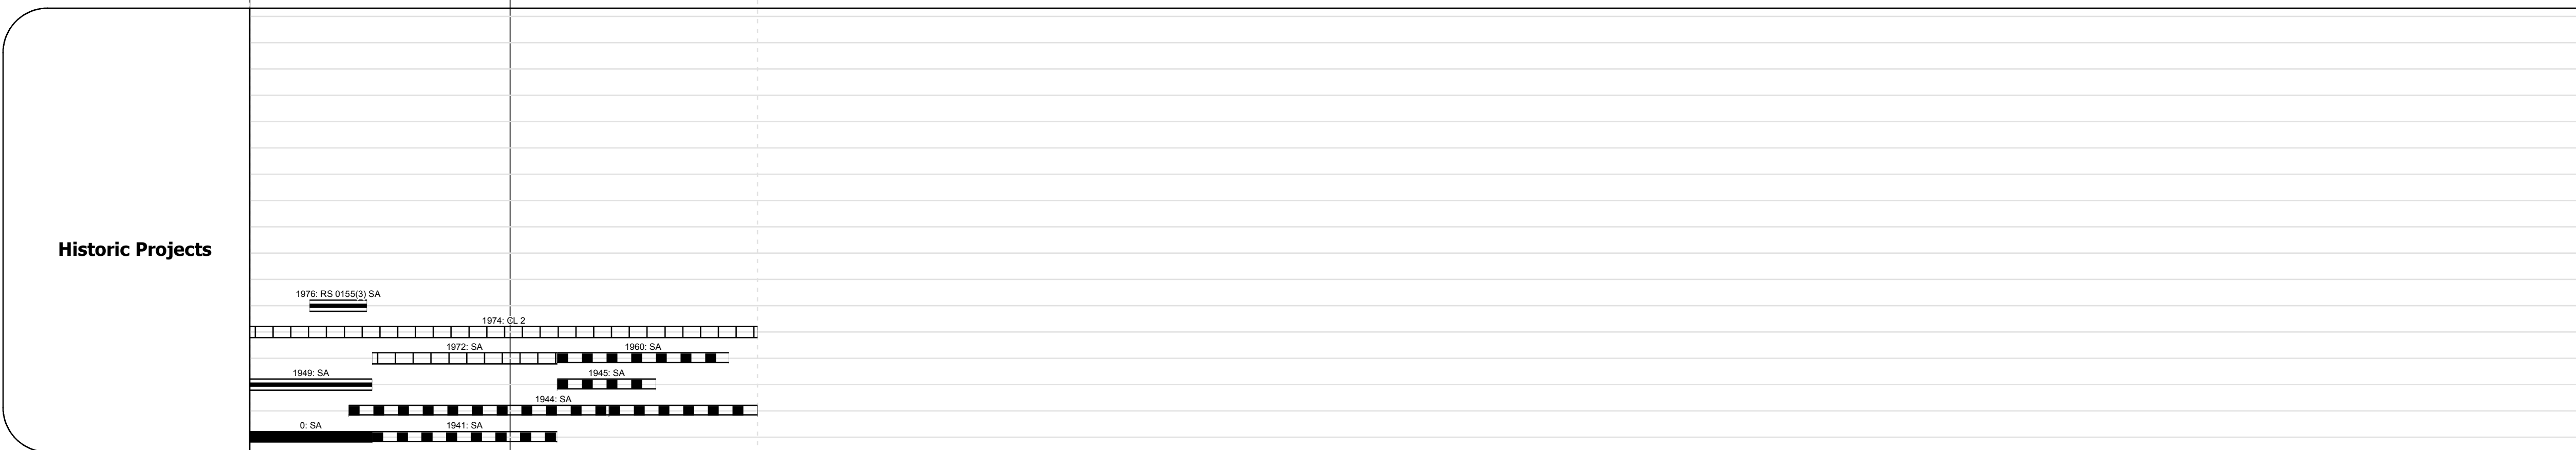 Historic Projects
1976: RS 0155(3) SA
1974: CL 2
1972: SA
1960: SA
1949: SA
1945: SA
1944: SA
0: SA
1941: SA